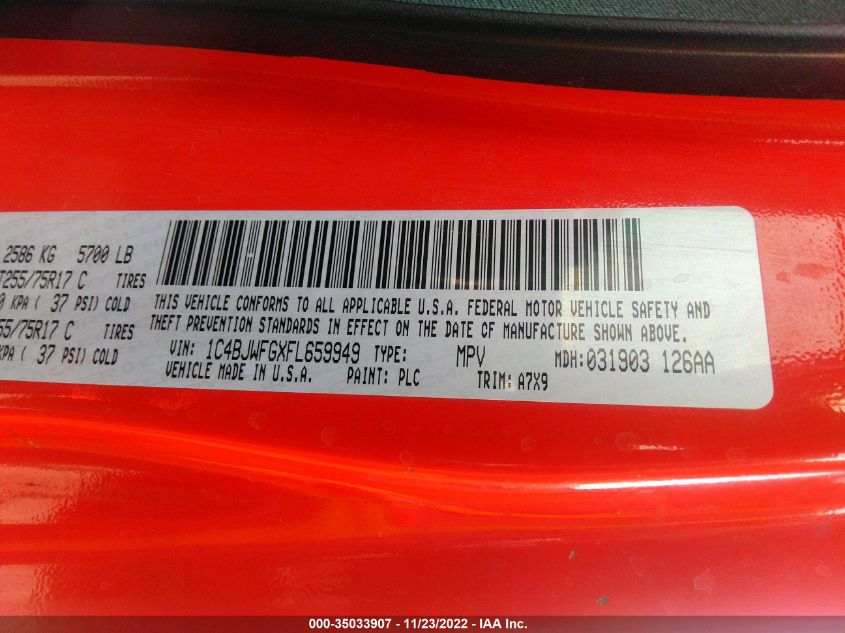 2586 KG 5700 LB
T255/75R17 C TIRES
0 KPA ( 37 PSI) COLD
55/75R17 C TIRES
KPA ( 37 PSI) COLD
THIS VEHICLE CONFORMS TO ALL APPLICABLE U.S.A. FEDERAL MOTOR VEHICLE SAFETY AND
THEFT PREVENTION STANDARDS IN EFFECT ON THE DATE OF MANUFACTURE SHOWN ABOVE.
VIN: 1C4BJWFGXFL659949 TYPE: MPV MDH:031903 126AA
VEHICLE MADE IN U.S.A. PAINT: PLC TRIM: A7X9
000-35033907 - 11/23/2022 - IAA Inc.